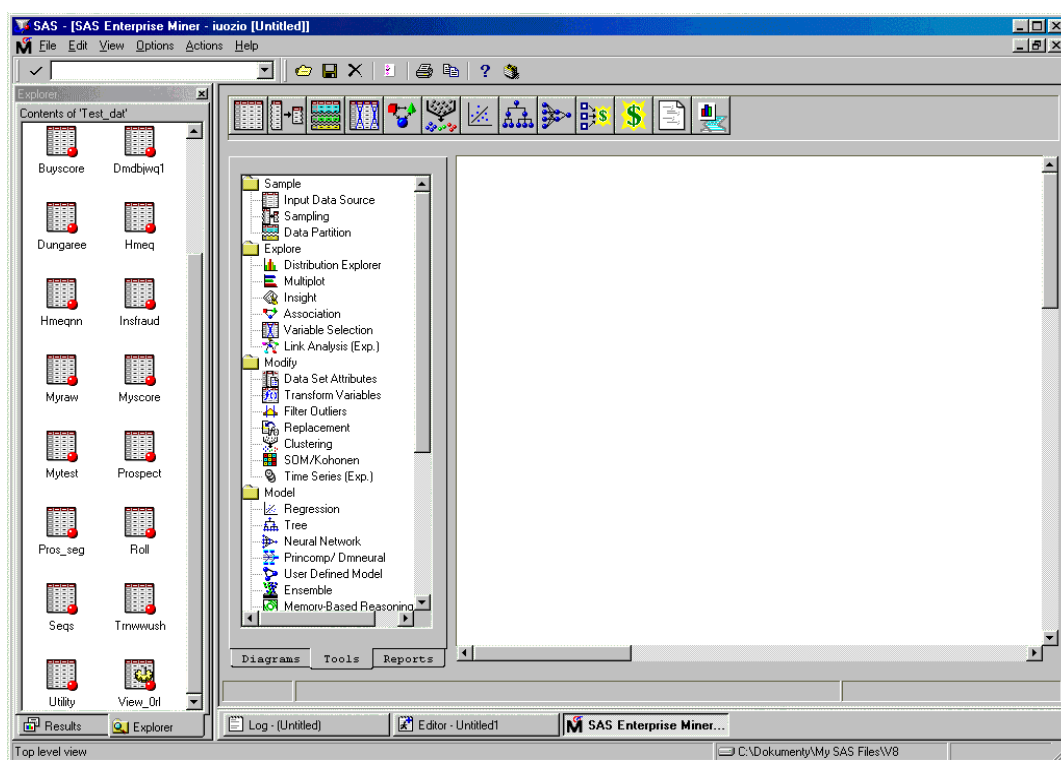 SAS - [SAS Enterprise Miner - iuozio [Untitled]]
File Edit View Options Actions Help
Explorer
Contents of 'Test_dat'
Buyscore Dmdbjwq1
Dungaree Hmeq
Hmeqnn Insfraud
Myraw Myscore
Mytest Prospect
Pros_seg Roll
Seqs Trnwwush
Utility View_0rl
Results Explorer
Sample
Input Data Source
Sampling
Data Partition
Explore
Distribution Explorer
Multiplot
Insight
Association
Variable Selection
Link Analysis (Exp.)
Modify
Data Set Attributes
Transform Variables
Filter Outliers
Replacement
Clustering
SOM/Kohonen
Time Series (Exp.)
Model
Regression
Tree
Neural Network
Princomp/ Dmneural
User Defined Model
Ensemble
Memory-Based Reasoning
Diagrams Tools Reports
Log - (Untitled) Editor - Untitled1 SAS Enterprise Miner...
Top level view C:\Dokumenty\My SAS Files\V8